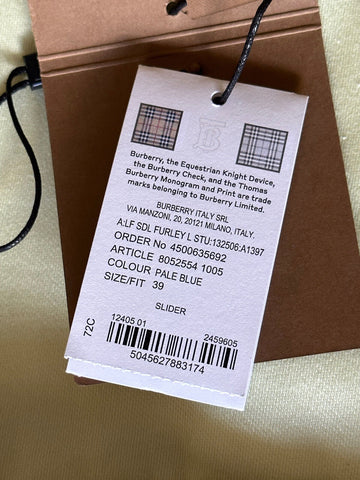 Burberry, the Equestrian Knight Device,
the Burberry Check, and the Thomas
Burberry Monogram and Print are trade
marks belonging to Burberry Limited.
BURBERRY ITALY SRL
VIA MANZONI, 20, 20121 MILANO, ITALY.
A:LF SDL FURLEY L STU:132506:A1397
ORDER No 4500635692
ARTICLE 8052554 1005
COLOUR PALE BLUE
SIZE/FIT 39
SLIDER
72C
12405 01 2459605
5045627883174